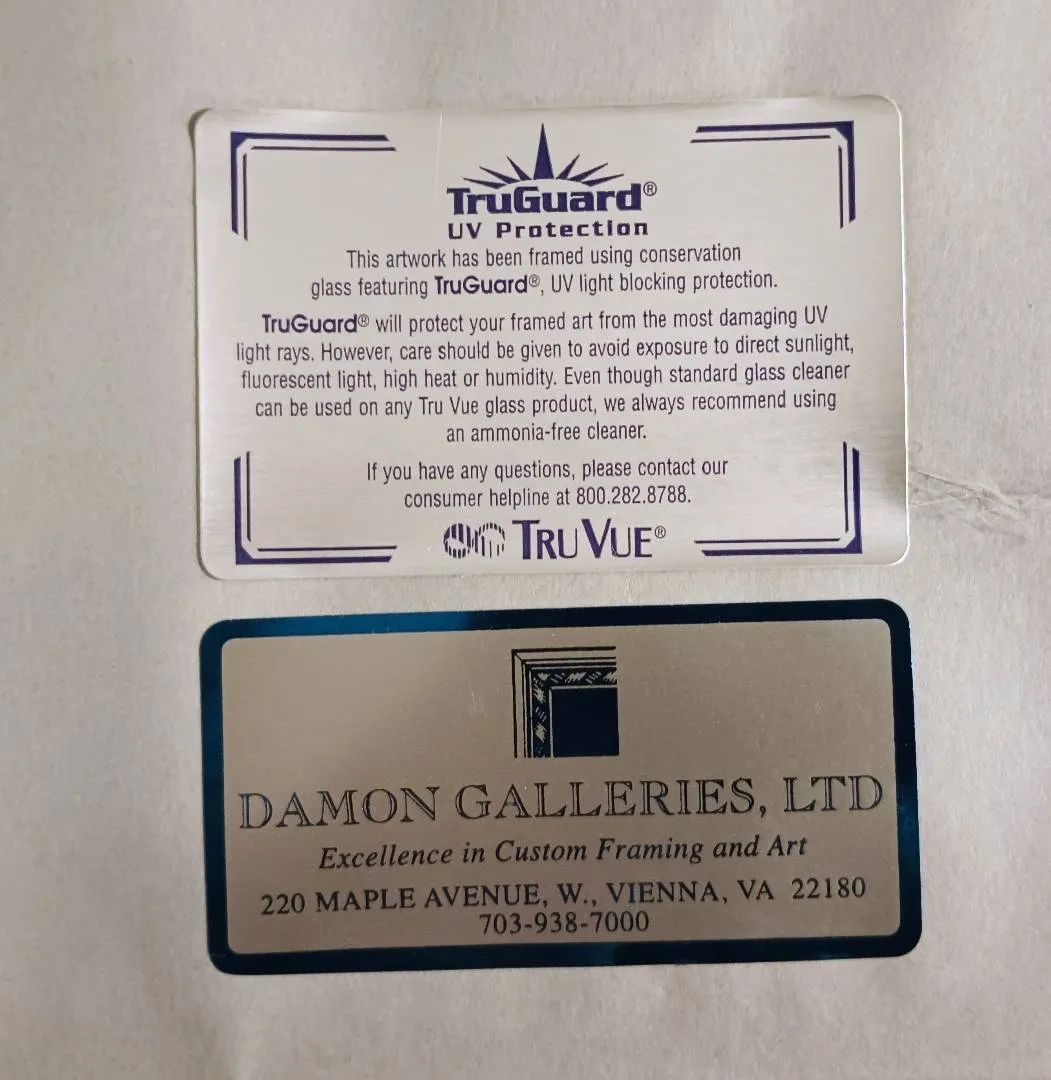 TruGuard®
UV Protection
This artwork has been framed using conservation
glass featuring TruGuard®, UV light blocking protection.
TruGuard® will protect your framed art from the most damaging UV
light rays. However, care should be given to avoid exposure to direct sunlight,
fluorescent light, high heat or humidity. Even though standard glass cleaner
can be used on any Tru Vue glass product, we always recommend using
an ammonia-free cleaner.
If you have any questions, please contact our
consumer helpline at 800.282.8788.
TRU VUE®
DAMON GALLERIES, LTD
Excellence in Custom Framing and Art
220 MAPLE AVENUE, W., VIENNA, VA 22180
703-938-7000